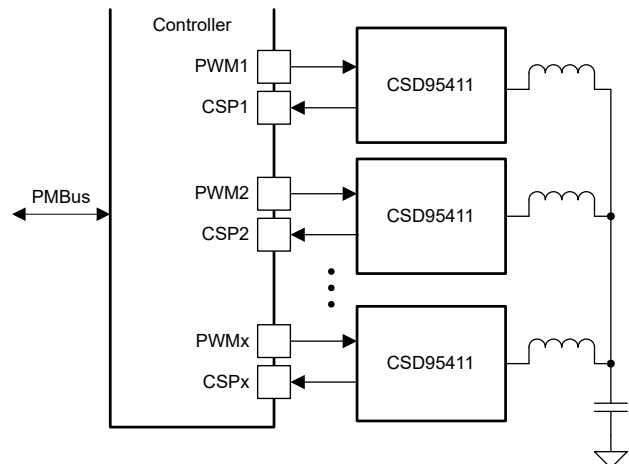 Controller
PWM1
CSD95411
CSP1
PWM2
CSD95411
PMBus
CSP2
PWMx
CSD95411
CSPx